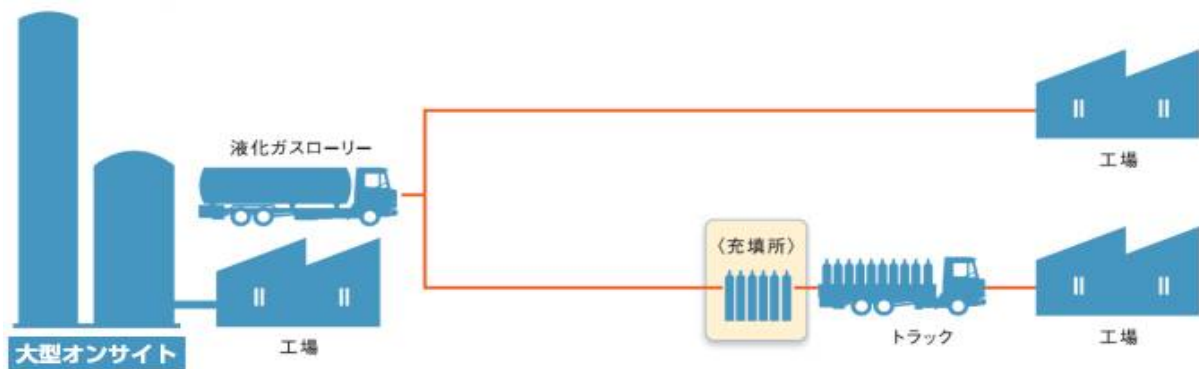 液化ガスローリー
工場
〈充填所〉
トラック
工場
工場
大型オンサイト